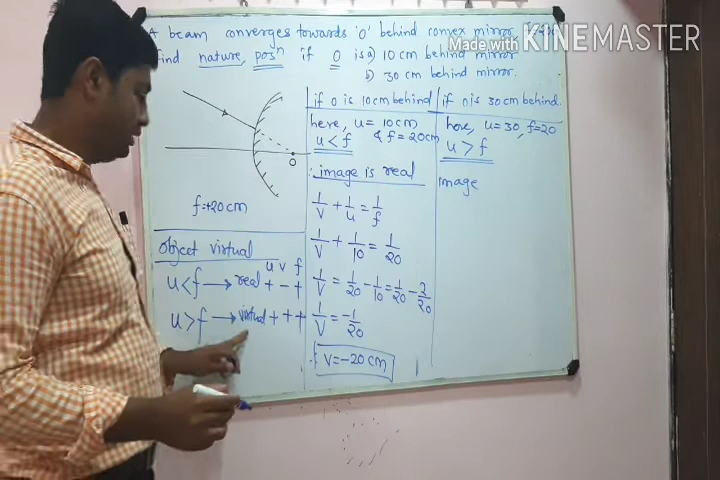 A beam converges towards 'O' behind convex mirror
Made with KINEMASTER
Find nature, posⁿ if O is a) 10 cm behind mirror
b) 30 cm behind mirror.
O
f=+20cm
Object virtual
u v f
u<f → real + - +
u>f → virtual + + +
if O is 10cm behind
here, u= 10cm
& f = 20cm
u<f
∴ image is real
1/v + 1/u = 1/f
1/v + 1/10 = 1/20
1/v = 1/20 - 1/10 = 1/20 - 2/20
1/v = -1/20
v= -20 cm
if O is 30cm behind.
here, u=30, f=20
u>f
image